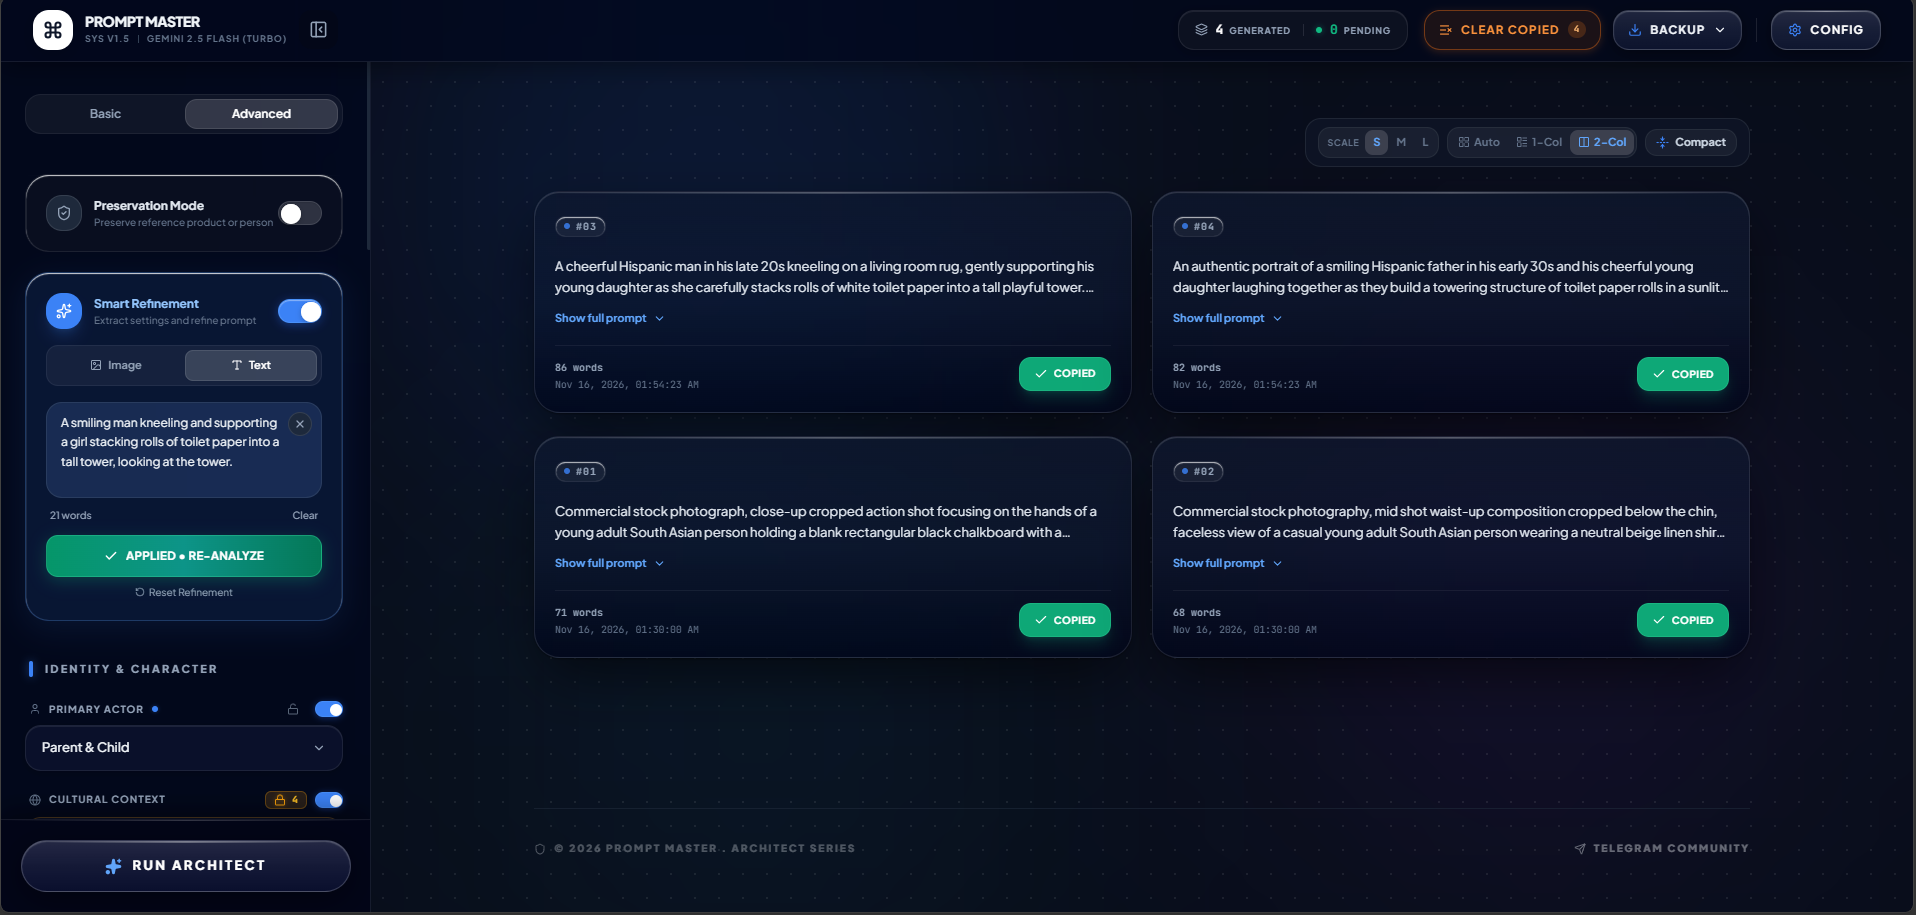 PROMPT MASTER
SYS V1.5 | GEMINI 2.5 FLASH (TURBO)
4 GENERATED
0 PENDING
CLEAR COPIED 4
BACKUP
CONFIG
Basic
Advanced
Preservation Mode
Preserve reference product or person
Smart Refinement
Extract settings and refine prompt
Image
Text
A smiling man kneeling and supporting
a girl stacking rolls of toilet paper into a
tall tower, looking at the tower.
21 words
Clear
APPLIED • RE-ANALYZE
Reset Refinement
IDENTITY & CHARACTER
PRIMARY ACTOR
Parent & Child
CULTURAL CONTEXT
4
RUN ARCHITECT
SCALE S M L
Auto
1-Col
2-Col
Compact
#03
A cheerful Hispanic man in his late 20s kneeling on a living room rug, gently supporting his
young daughter as she carefully stacks rolls of white toilet paper into a tall playful tower....
Show full prompt
86 words
Nov 16, 2026, 01:54:23 AM
COPIED
#04
An authentic portrait of a smiling Hispanic father in his early 30s and his cheerful young
daughter laughing together as they build a towering structure of toilet paper rolls in a sunlit...
Show full prompt
82 words
Nov 16, 2026, 01:54:23 AM
COPIED
#01
Commercial stock photograph, close-up cropped action shot focusing on the hands of a
young adult South Asian person holding a blank rectangular black chalkboard with a...
Show full prompt
71 words
Nov 16, 2026, 01:30:00 AM
COPIED
#02
Commercial stock photography, mid shot waist-up composition cropped below the chin,
faceless view of a casual young adult South Asian person wearing a neutral beige linen shir...
Show full prompt
68 words
Nov 16, 2026, 01:30:00 AM
COPIED
© 2026 PROMPT MASTER . ARCHITECT SERIES
TELEGRAM COMMUNITY